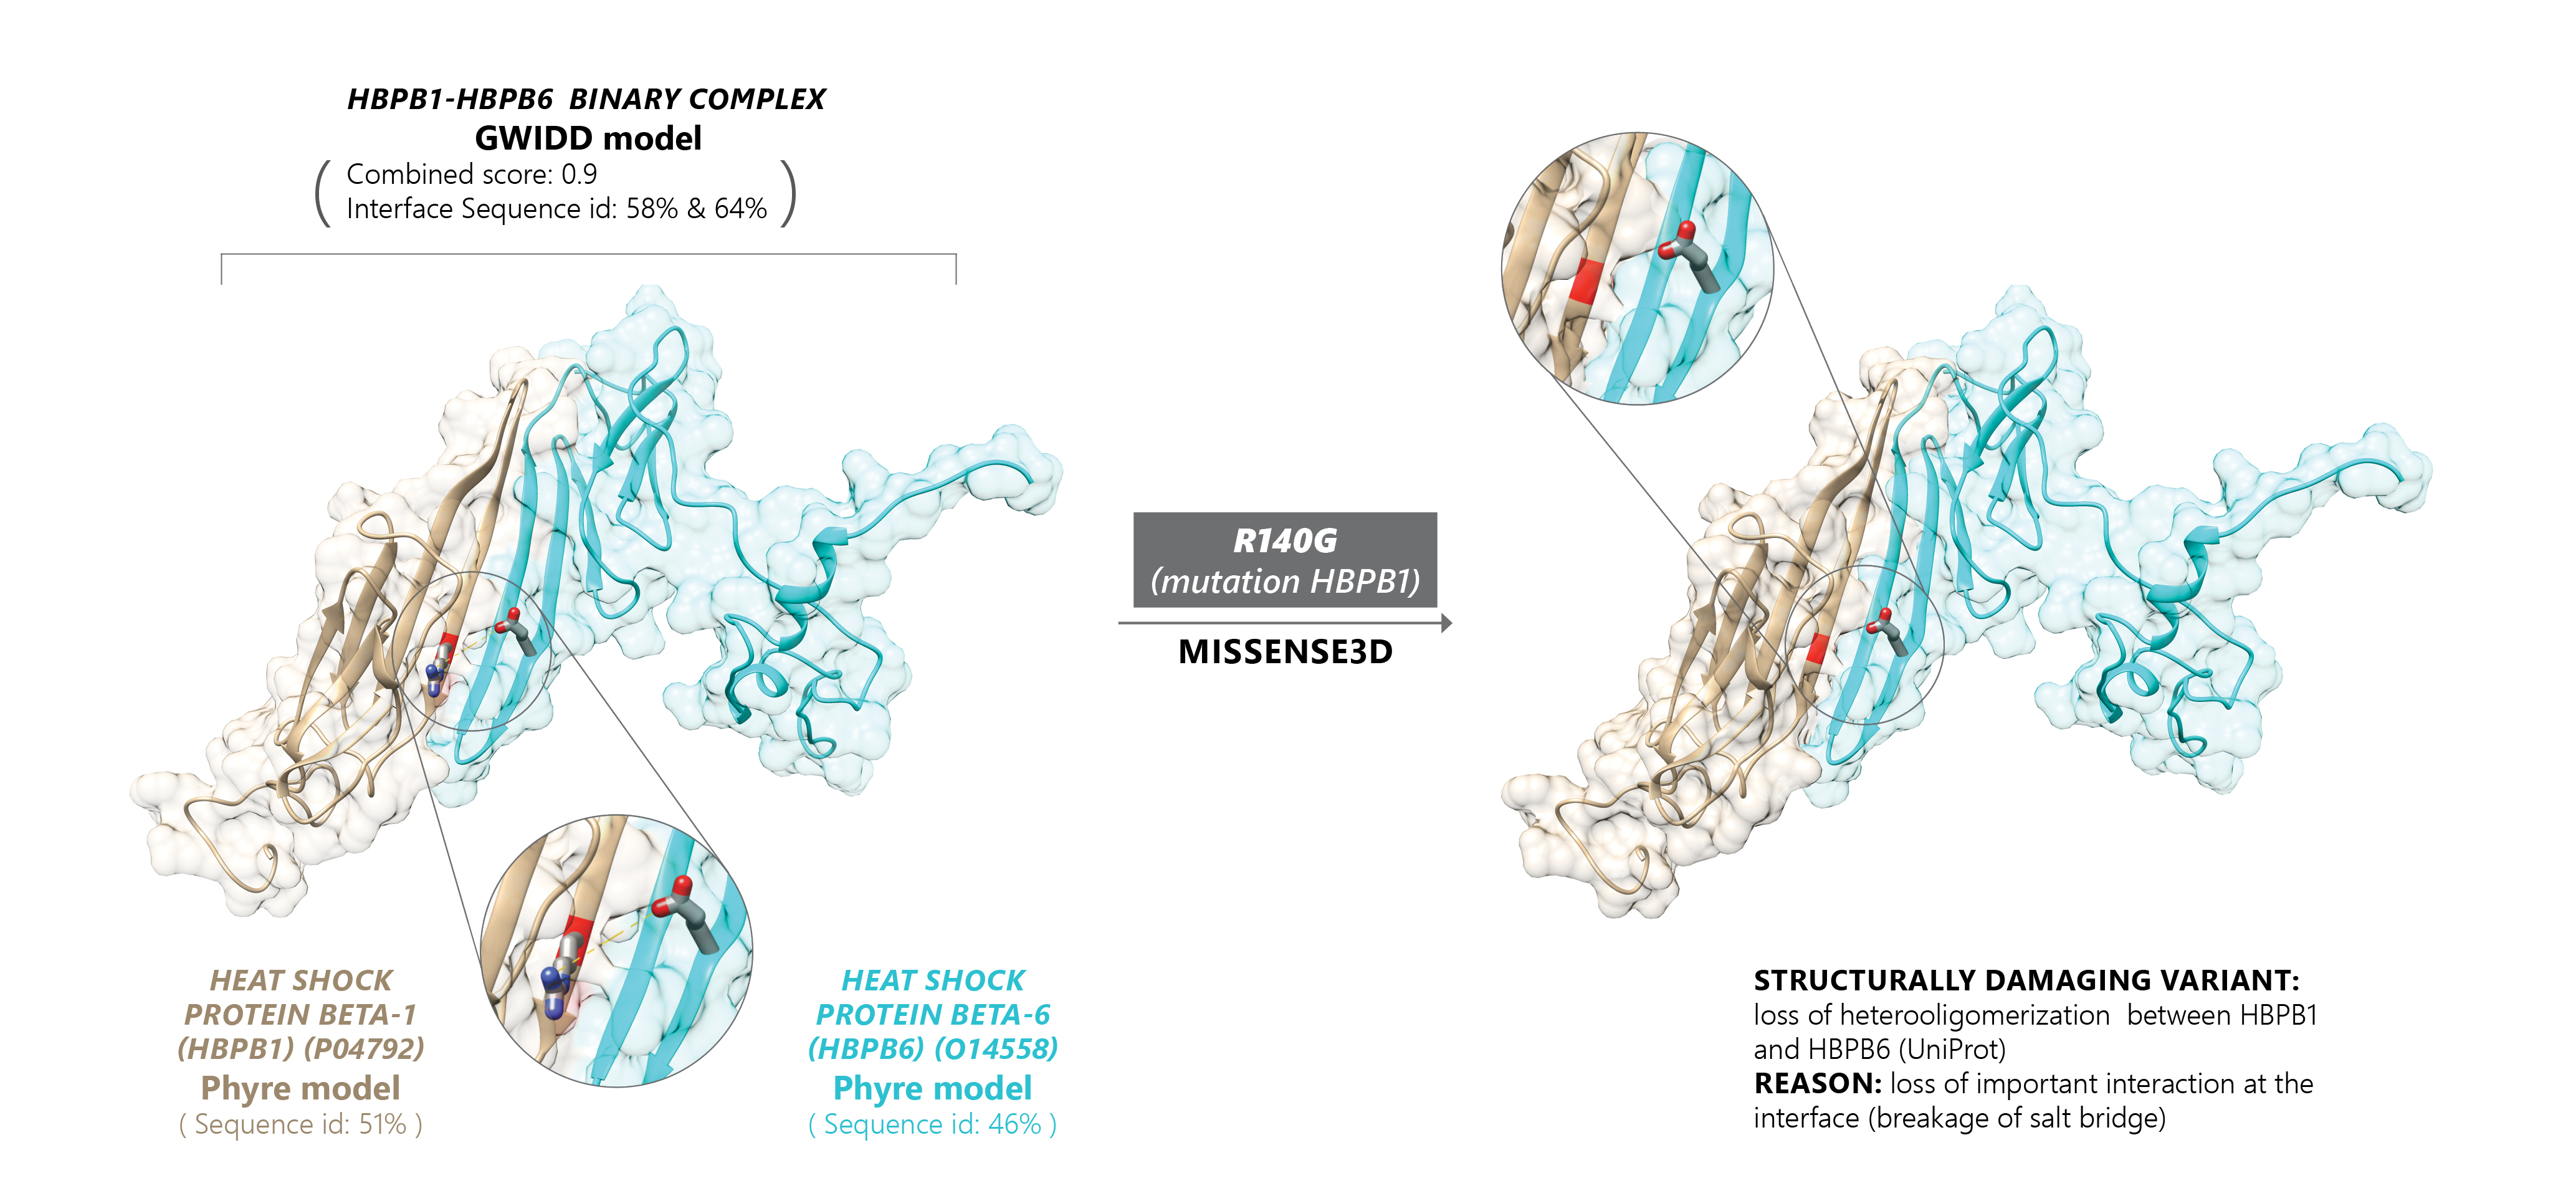 HBPB1-HBPB6 BINARY COMPLEX
GWIDD model
( Combined score: 0.9
Interface Sequence id: 58% & 64% )
R140G
(mutation HBPB1)
MISSENSE3D
HEAT SHOCK
PROTEIN BETA-1
(HBPB1) (P04792)
Phyre model
( Sequence id: 51% )
HEAT SHOCK
PROTEIN BETA-6
(HBPB6) (O14558)
Phyre model
( Sequence id: 46% )
STRUCTURALLY DAMAGING VARIANT:
loss of heterooligomerization between HBPB1
and HBPB6 (UniProt)
REASON: loss of important interaction at the
interface (breakage of salt bridge)